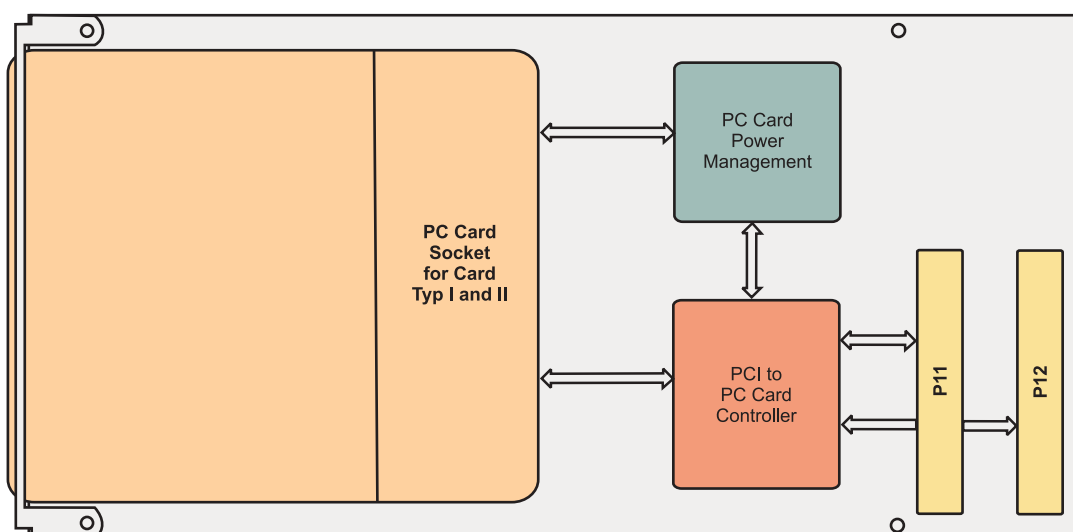 PC Card
Power
Management
PC Card
Socket
for Card
Typ I and II
PCI to
PC Card
Controller
P11
P12